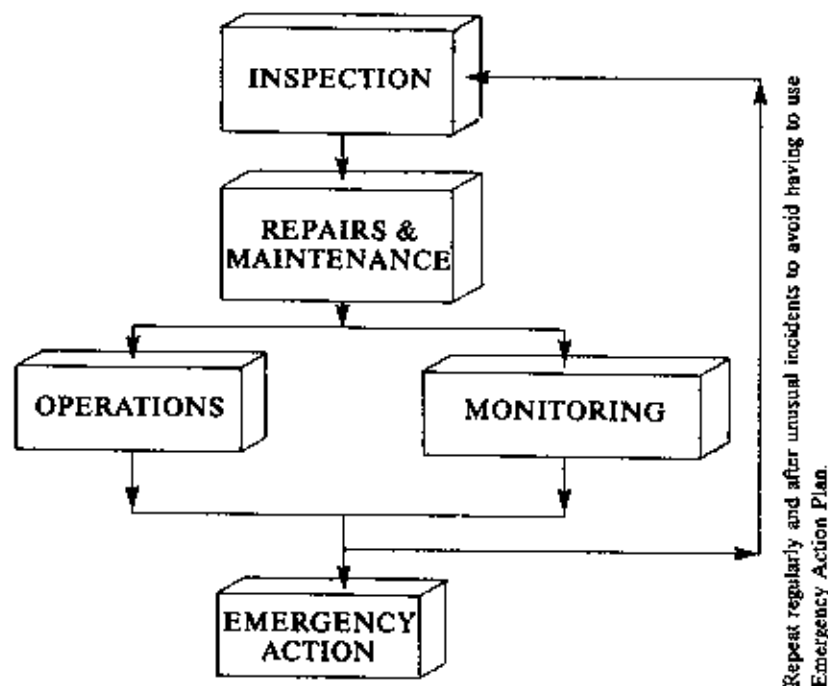 INSPECTION
REPAIRS &
MAINTENANCE
OPERATIONS
MONITORING
EMERGENCY
ACTION
Repeat regularly and after unusual incidents to avoid having to use
Emergency Action Plan.